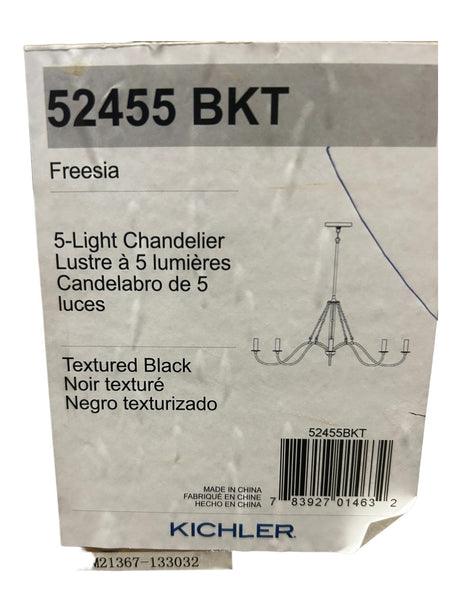 52455 BKT
Freesia
5-Light Chandelier
Lustre à 5 lumières
Candelabro de 5
luces
Textured Black
Noir texturé
Negro texturizado
52455BKT
MADE IN CHINA
FABRIQUÉ EN CHINE
HECHO EN CHINA
7 83927 01463 2
KICHLER
M21367-133032